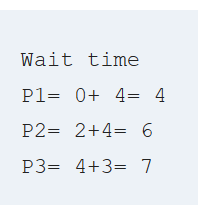 Wait time
P1= 0+ 4= 4
P2= 2+4= 6
P3= 4+3= 7